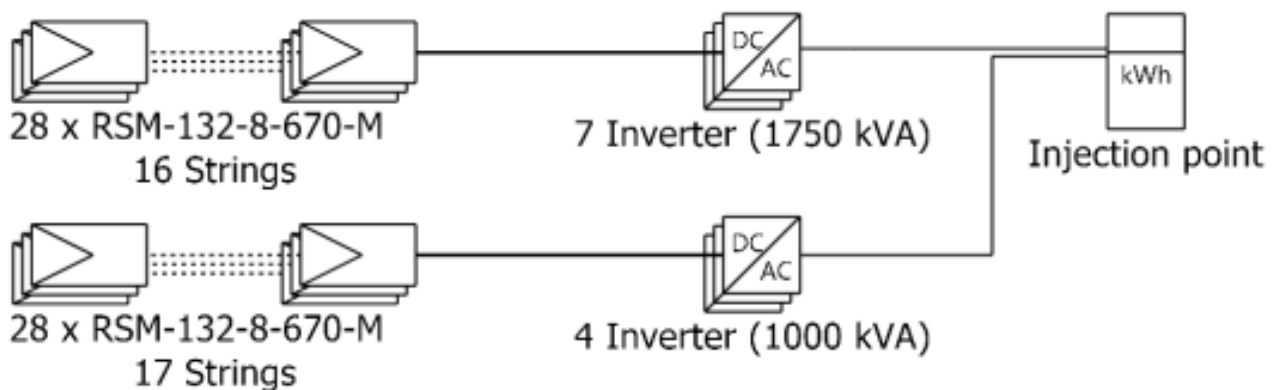 DC
AC
kWh
28 x RSM-132-8-670-M
16 Strings
7 Inverter (1750 kVA)
Injection point
DC
AC
28 x RSM-132-8-670-M
17 Strings
4 Inverter (1000 kVA)